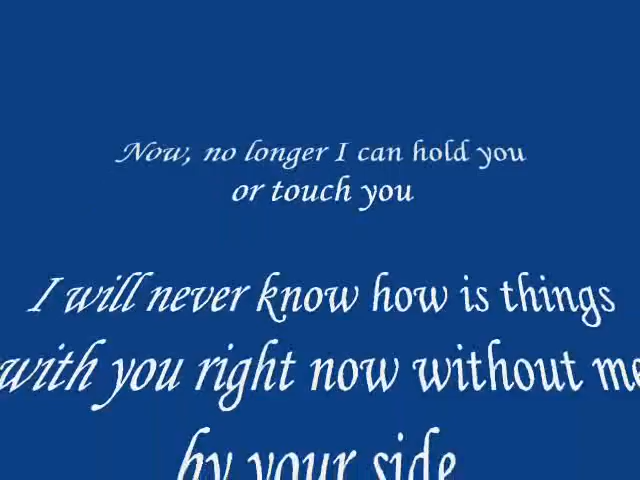 Now, no longer I can hold you
or touch you
I will never know how is things
with you right now without me
by your side